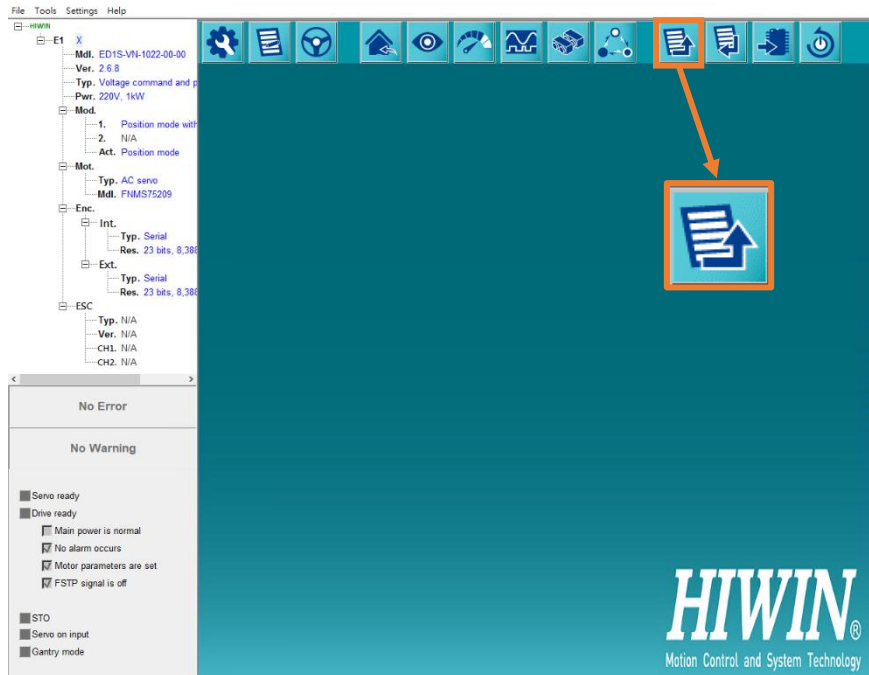 File Tools Settings Help
HIWIN
E1 X
Mdl. ED1S-VN-1022-00-00
Ver. 2.6.8
Typ. Voltage command and p
Pwr. 220V, 1kW
Mod.
1. Position mode with
2. N/A
Act. Position mode
Mot.
Typ. AC servo
Mdl. FNMS75209
Enc.
Int.
Typ. Serial
Res. 23 bits, 8,388
Ext.
Typ. Serial
Res. 23 bits, 8,388
ESC
Typ. N/A
Ver. N/A
CH1. N/A
CH2. N/A
No Error
No Warning
Servo ready
Drive ready
Main power is normal
No alarm occurs
Motor parameters are set
FSTP signal is off
STO
Servo on input
Gantry mode
HIWIN®
Motion Control and System Technology